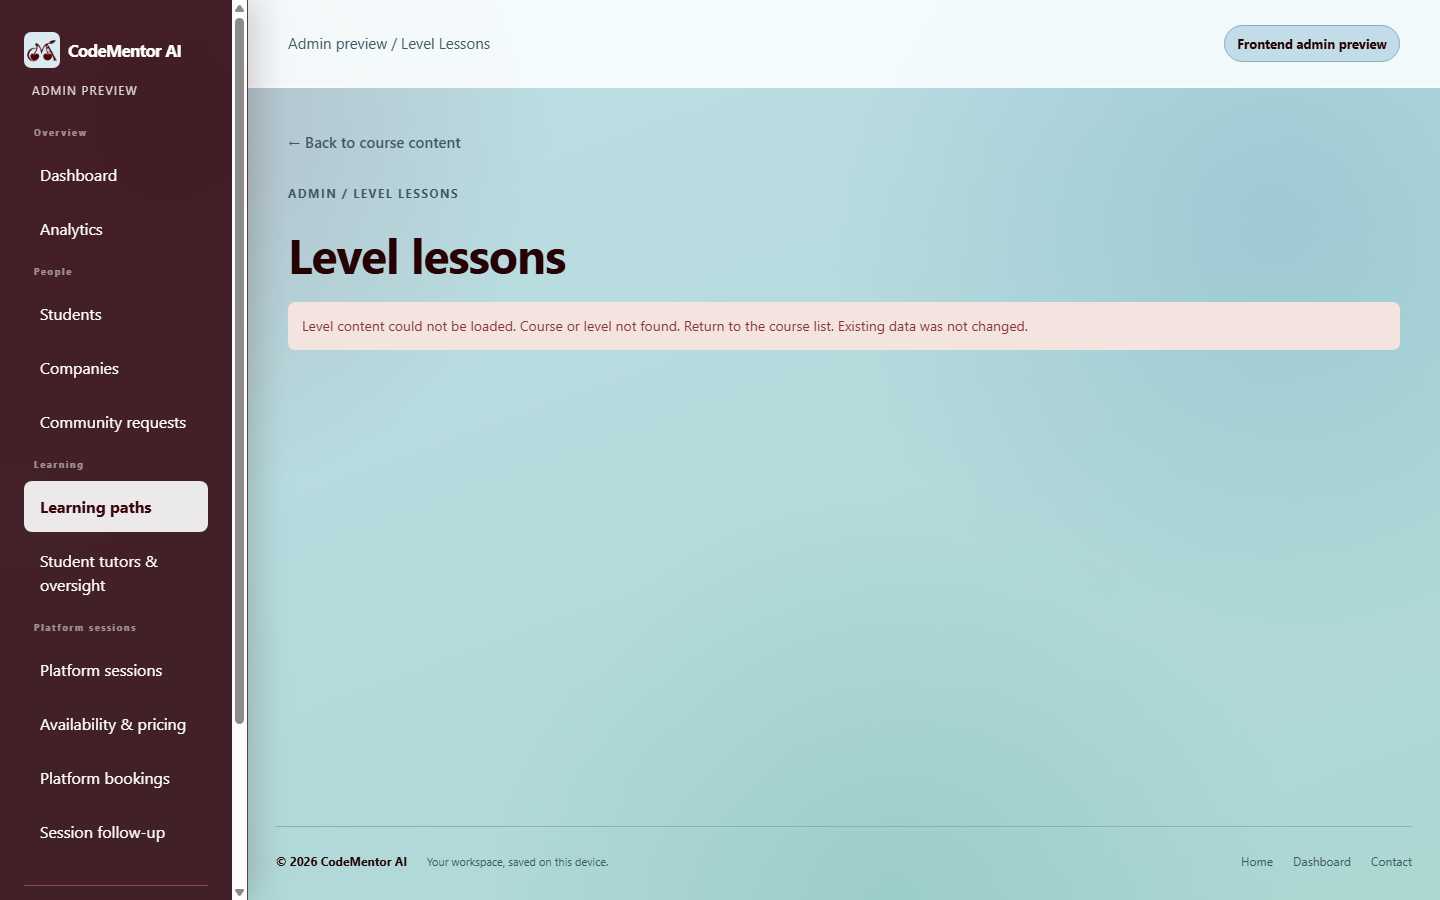 CodeMentor AI
ADMIN PREVIEW
Overview
Dashboard
Analytics
People
Students
Companies
Community requests
Learning
Learning paths
Student tutors &
oversight
Platform sessions
Platform sessions
Availability & pricing
Platform bookings
Session follow-up
Admin preview / Level Lessons
Frontend admin preview
← Back to course content
ADMIN / LEVEL LESSONS
Level lessons
Level content could not be loaded. Course or level not found. Return to the course list. Existing data was not changed.
© 2026 CodeMentor AI
Your workspace, saved on this device.
Home
Dashboard
Contact